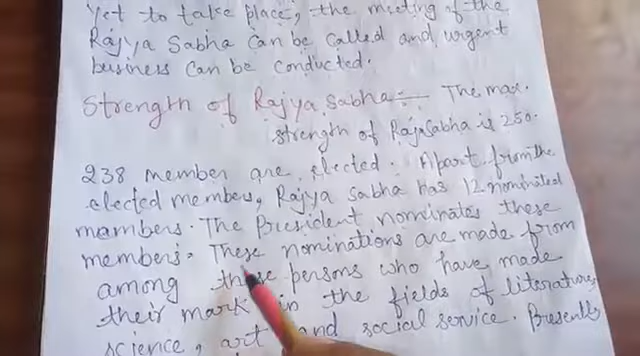 Yet to take place, the meeting of the
Rajya Sabha can be called and urgent
business can be conducted.
Strength of Rajya Sabha:— The max.
strength of RajaSabha is 250.
238 member are elected. Apart from the
elected members, Rajya Sabha has 12 nominated
mambers. The President nominates these
members. These nominations are made from
among these persons who have made
their mark in the fields of literature,
science, art and social service. Presently